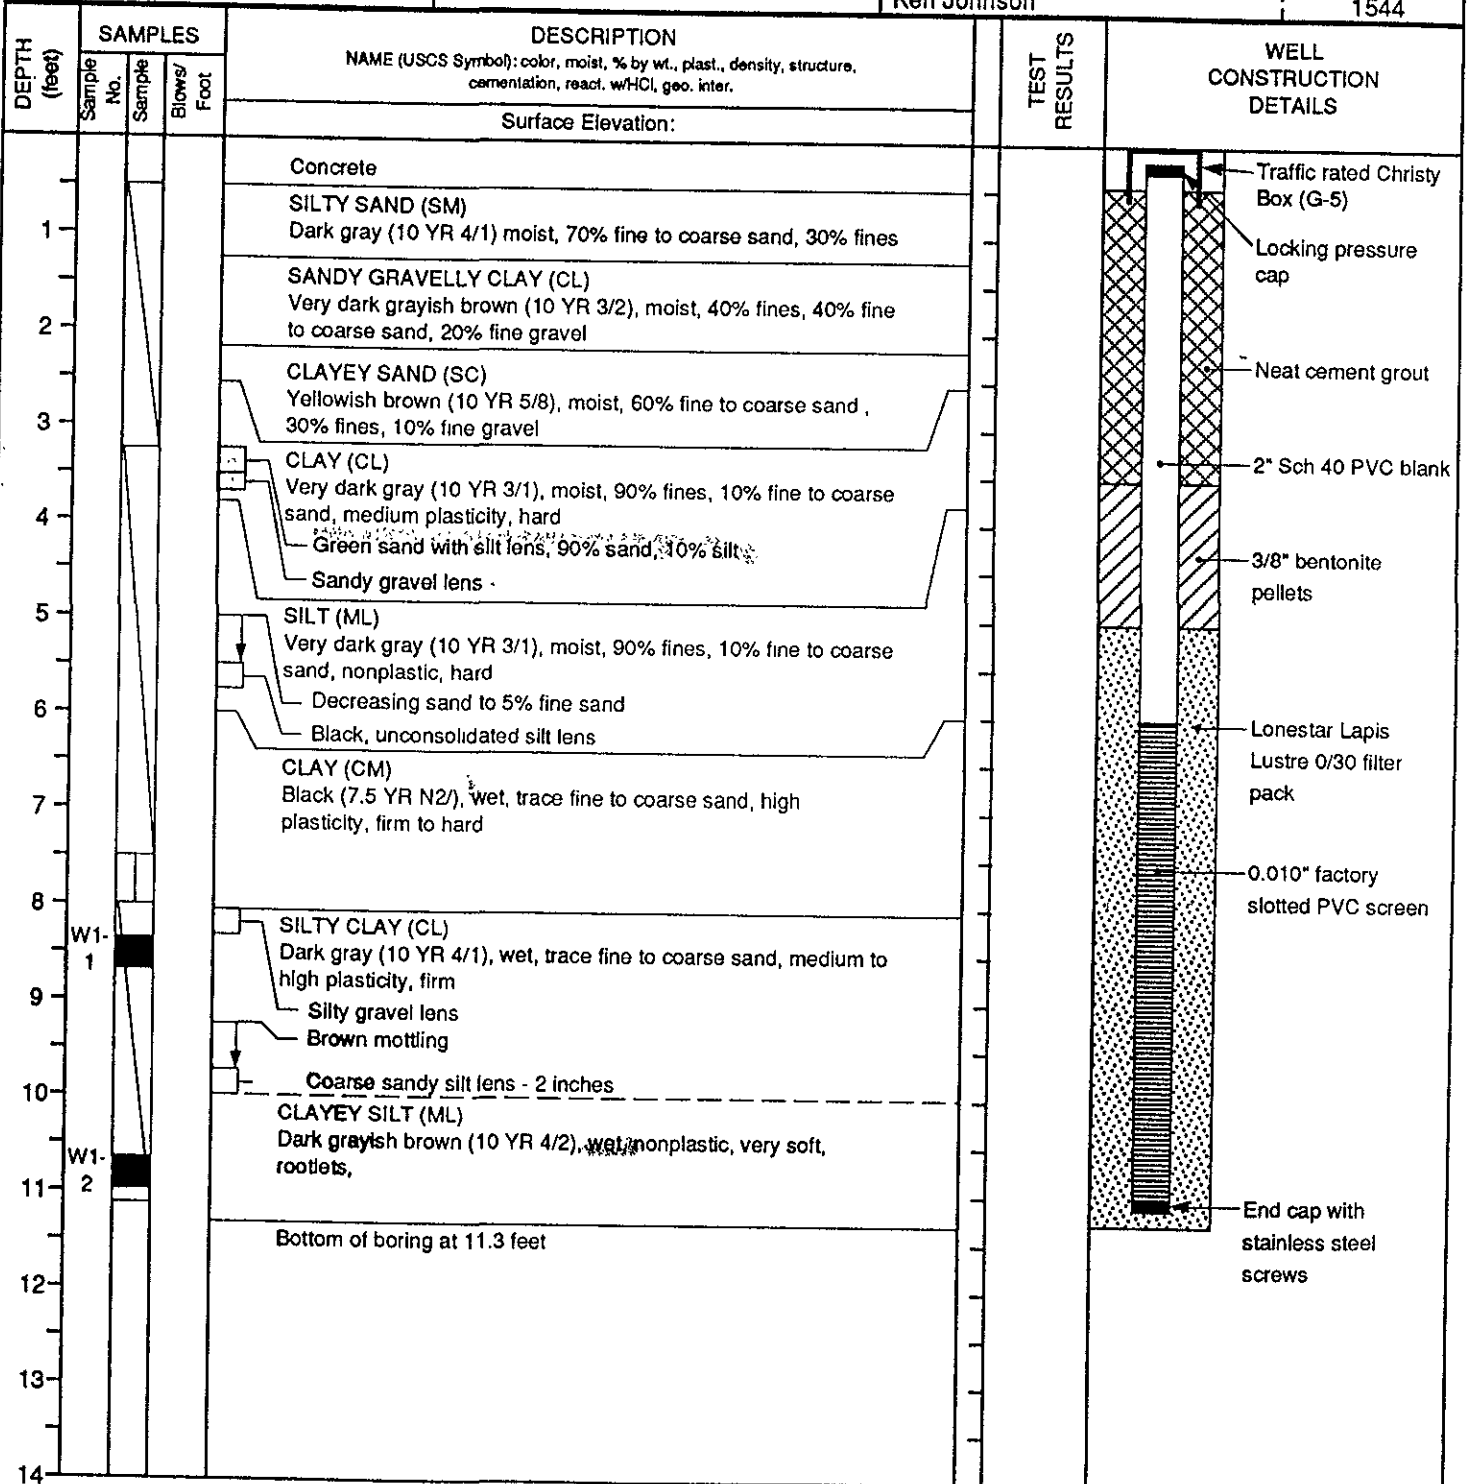 Ken Johnson
1544
DEPTH
(feet)
SAMPLES
Sample
No.
Sample
Blows/
Foot
DESCRIPTION
NAME (USCS Symbol): color, moist, % by wt., plast., density, structure,
cementation, react. w/HCl, geo. inter.
Surface Elevation:
TEST
RESULTS
WELL
CONSTRUCTION
DETAILS
Concrete
SILTY SAND (SM)
Dark gray (10 YR 4/1) moist, 70% fine to coarse sand, 30% fines
SANDY GRAVELLY CLAY (CL)
Very dark grayish brown (10 YR 3/2), moist, 40% fines, 40% fine
to coarse sand, 20% fine gravel
CLAYEY SAND (SC)
Yellowish brown (10 YR 5/8), moist, 60% fine to coarse sand ,
30% fines, 10% fine gravel
CLAY (CL)
Very dark gray (10 YR 3/1), moist, 90% fines, 10% fine to coarse
sand, medium plasticity, hard
Green sand with silt lens, 90% sand, 10% silt
Sandy gravel lens
SILT (ML)
Very dark gray (10 YR 3/1), moist, 90% fines, 10% fine to coarse
sand, nonplastic, hard
Decreasing sand to 5% fine sand
Black, unconsolidated silt lens
CLAY (CM)
Black (7.5 YR N2/), wet, trace fine to coarse sand, high
plasticity, firm to hard
SILTY CLAY (CL)
Dark gray (10 YR 4/1), wet, trace fine to coarse sand, medium to
high plasticity, firm
Silty gravel lens
Brown mottling
Coarse sandy silt lens - 2 inches
CLAYEY SILT (ML)
Dark grayish brown (10 YR 4/2), wet, nonplastic, very soft,
rootlets,
Bottom of boring at 11.3 feet
1
2
3
4
5
6
7
8
9
10
11
12
13
14
W1-
1
W1-
2
Traffic rated Christy
Box (G-5)
Locking pressure
cap
Neat cement grout
2" Sch 40 PVC blank
3/8" bentonite
pellets
Lonestar Lapis
Lustre 0/30 filter
pack
0.010" factory
slotted PVC screen
End cap with
stainless steel
screws